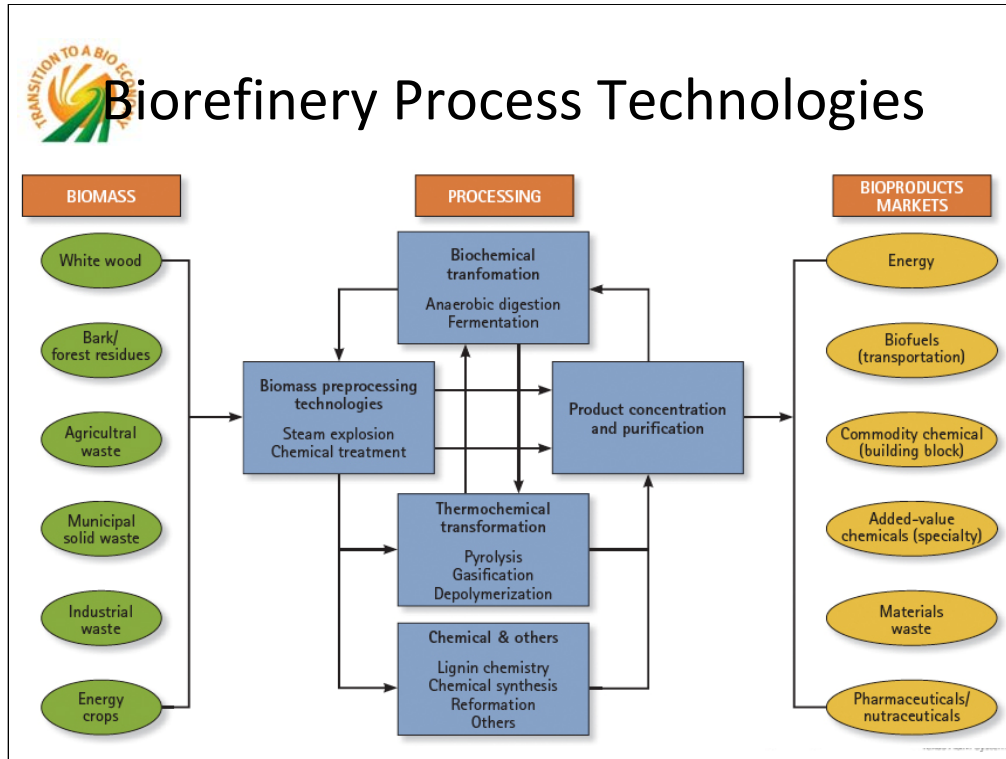 TRANSITION TO A BIO ECONOMY
Biorefinery Process Technologies
BIOMASS
White wood
Bark/
forest residues
Agricultral
waste
Municipal
solid waste
Industrial
waste
Energy
crops
PROCESSING
Biochemical
tranfomation
Anaerobic digestion
Fermentation
Biomass preprocessing
technologies
Steam explosion
Chemical treatment
Product concentration
and purification
Thermochemical
transformation
Pyrolysis
Gasification
Depolymerization
Chemical & others
Lignin chemistry
Chemical synthesis
Reformation
Others
BIOPRODUCTS
MARKETS
Energy
Biofuels
(transportation)
Commodity chemical
(building block)
Added-value
chemicals (specialty)
Materials
waste
Pharmaceuticals/
nutraceuticals